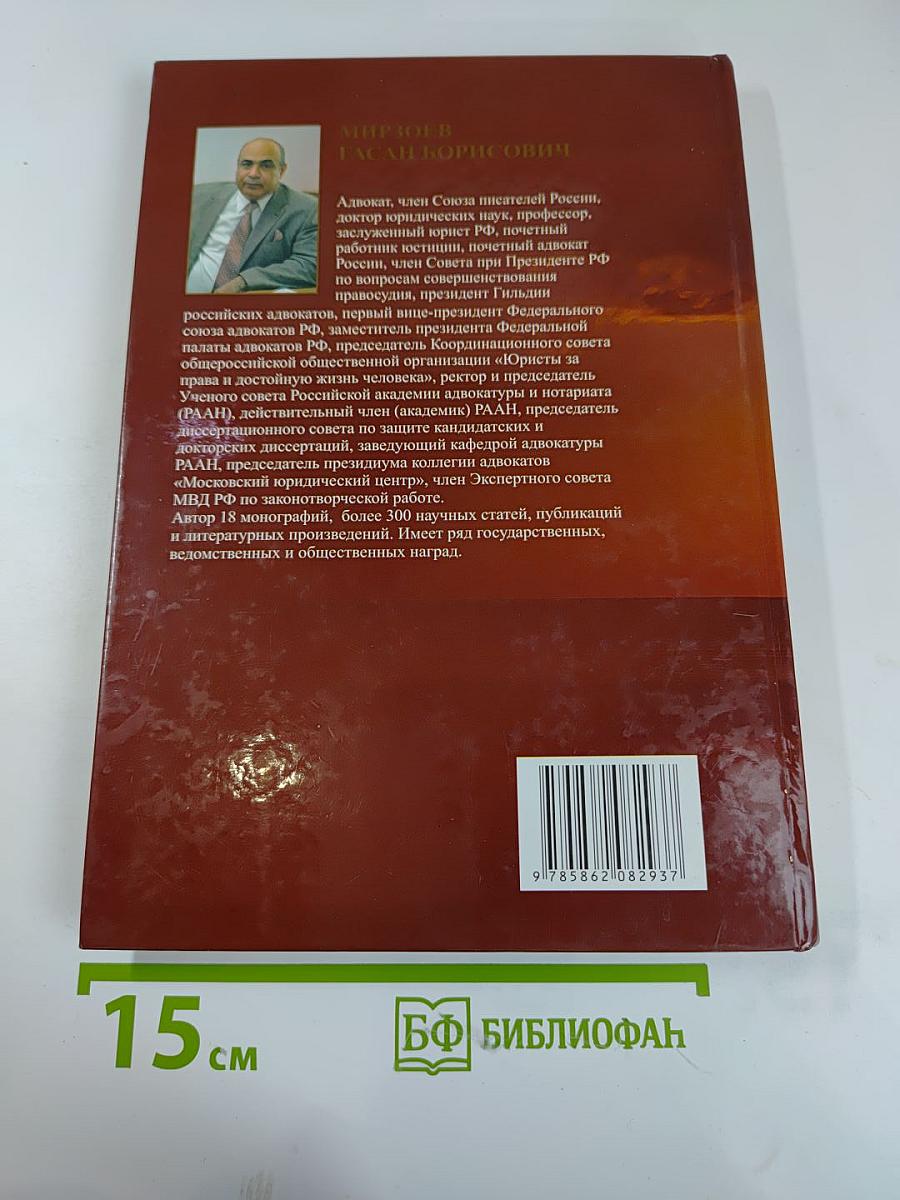 МИРЗОЕВ
ГАСАН БОРИСОВИЧ
Адвокат, член Союза писателей России,
доктор юридических наук, профессор,
заслуженный юрист РФ, почетный
работник юстиции, почетный адвокат
России, член Совета при Президенте РФ
по вопросам совершенствования
правосудия, президент Гильдии
российских адвокатов, первый вице-президент Федерального
союза адвокатов РФ, заместитель президента Федеральной
палаты адвокатов РФ, председатель Координационного совета
общероссийской общественной организации «Юристы за
права и достойную жизнь человека», ректор и председатель
Ученого совета Российской академии адвокатуры и нотариата
(РААН), действительный член (академик) РААН, председатель
диссертационного совета по защите кандидатских и
докторских диссертаций, заведующий кафедрой адвокатуры
РААН, председатель президиума коллегии адвокатов
«Московский юридический центр», член Экспертного совета
МВД РФ по законотворческой работе.
Автор 18 монографий, более 300 научных статей, публикаций
и литературных произведений. Имеет ряд государственных,
ведомственных и общественных наград.
9 785862 082937
15 см
БФ БИБЛИОФАН